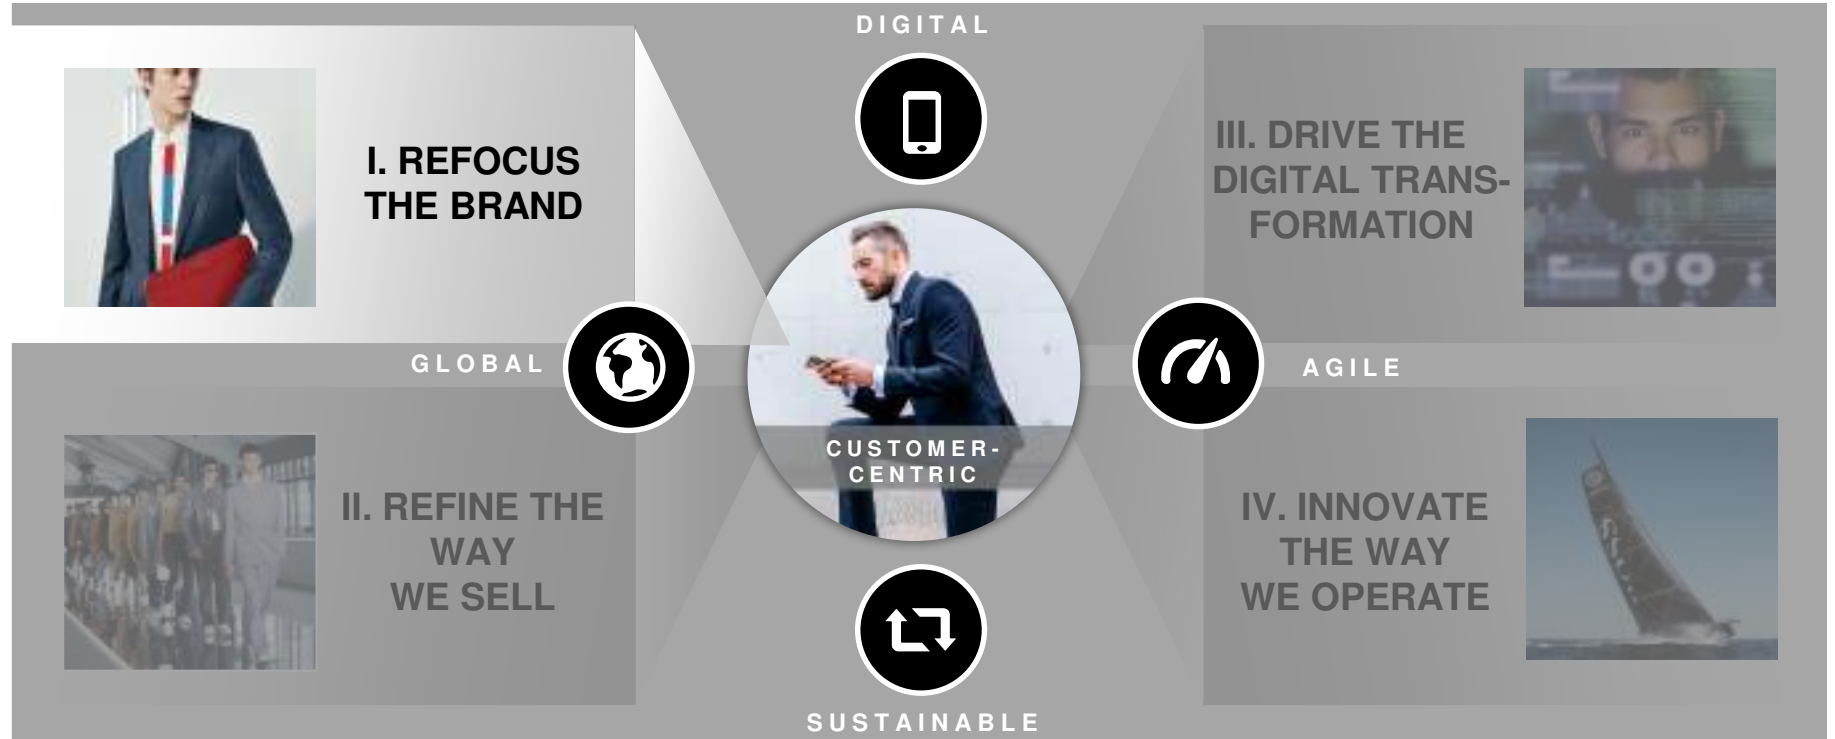 DIGITAL
I. REFOCUS
THE BRAND
III. DRIVE THE
DIGITAL TRANS-
FORMATION
GLOBAL
AGILE
CUSTOMER-
CENTRIC
II. REFINE THE
WAY
WE SELL
IV. INNOVATE
THE WAY
WE OPERATE
SUSTAINABLE